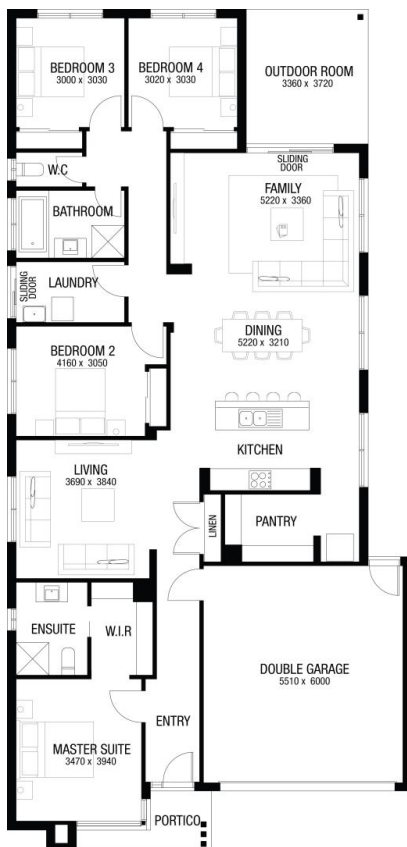 BEDROOM 3
3000 x 3030
BEDROOM 4
3020 x 3030
OUTDOOR ROOM
3360 x 3720
W.C
SLIDING
DOOR
FAMILY
5220 x 3360
BATHROOM
SLIDING
DOOR
LAUNDRY
DINING
5220 x 3210
BEDROOM 2
4160 x 3050
KITCHEN
LIVING
3690 x 3840
LINEN
PANTRY
ENSUITE
W.I.R
DOUBLE GARAGE
5510 x 6000
ENTRY
MASTER SUITE
3470 x 3940
PORTICO